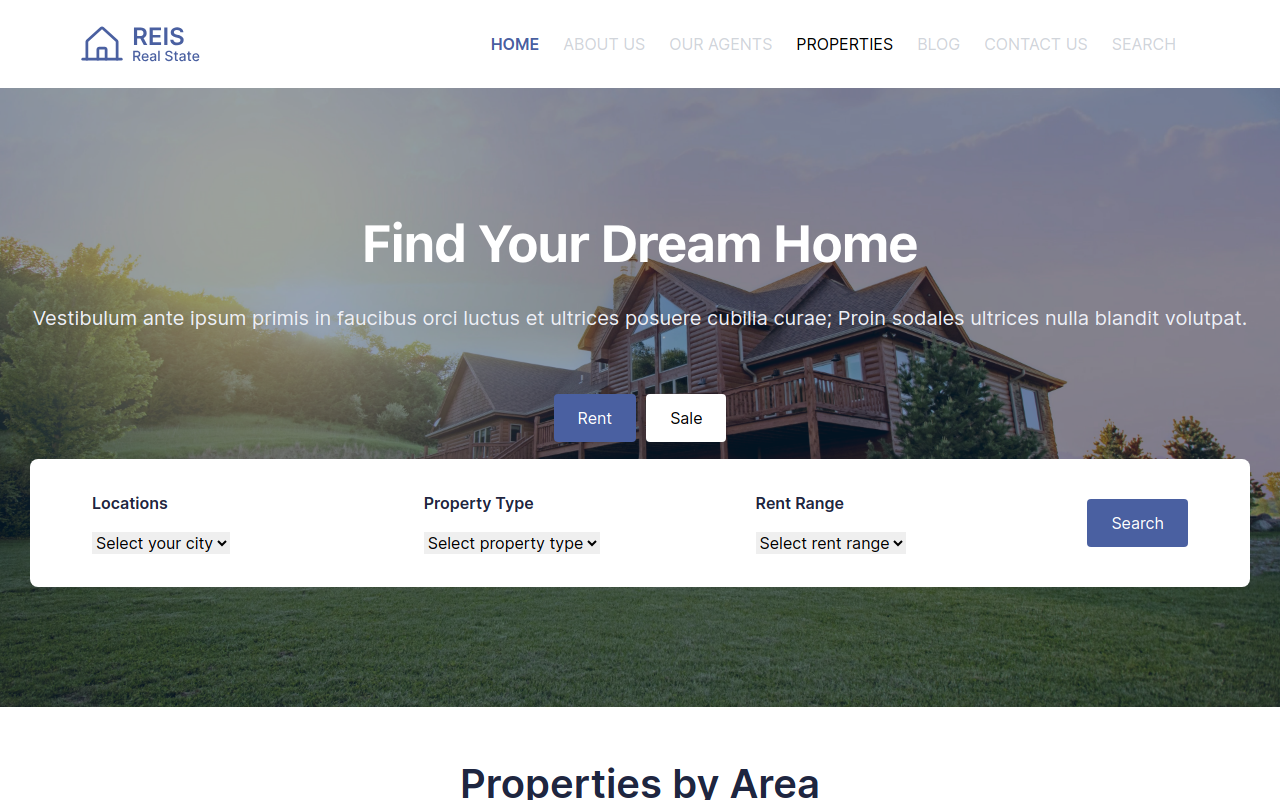 REIS
Real State
HOME ABOUT US OUR AGENTS PROPERTIES BLOG CONTACT US SEARCH
Find Your Dream Home
Vestibulum ante ipsum primis in faucibus orci luctus et ultrices posuere cubilia curae; Proin sodales ultrices nulla blandit volutpat.
Rent Sale
Locations Property Type Rent Range
Select your city Select property type Select rent range Search
Properties by Area